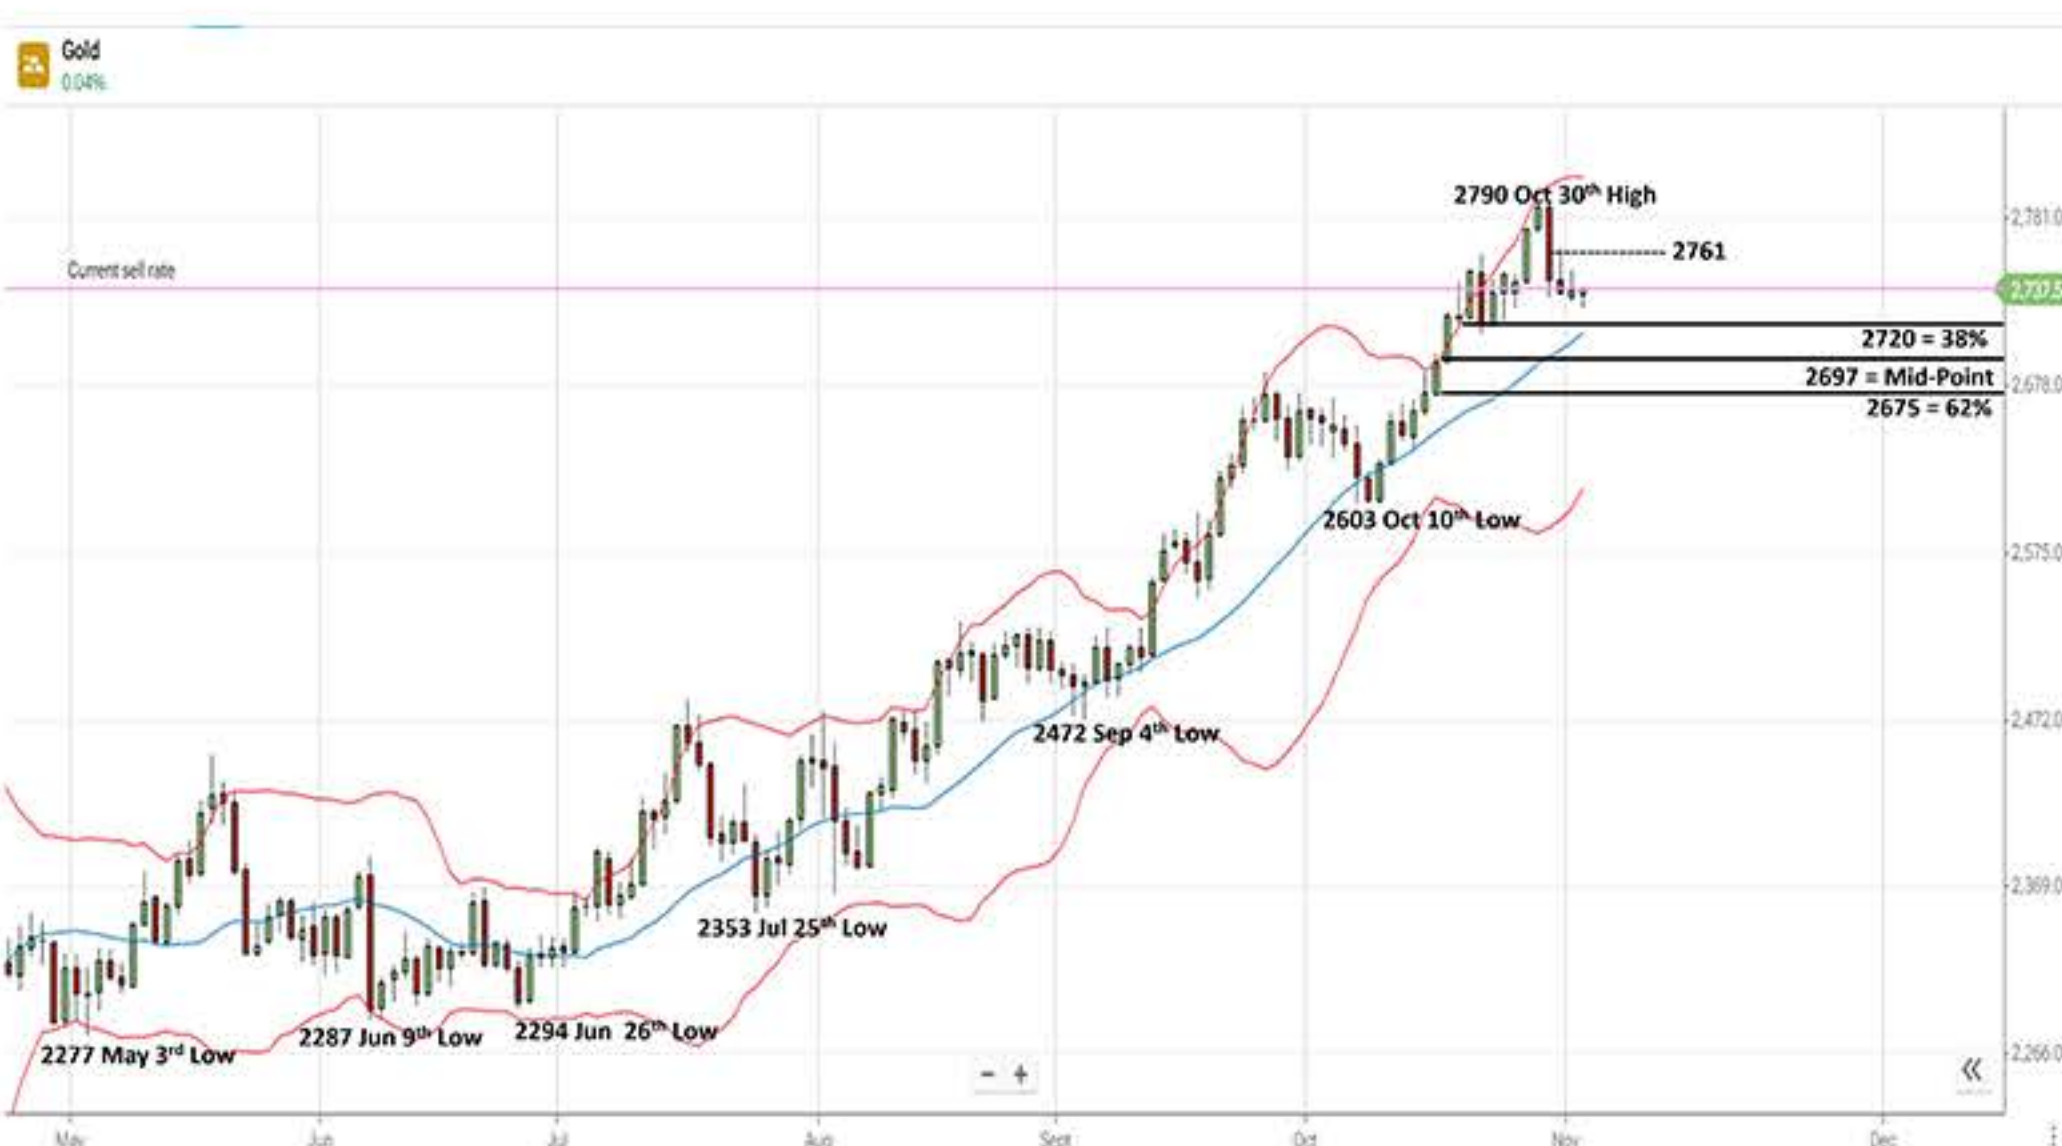 Gold
0.04%
2790 Oct 30th High
2,781.0
2761
Current sell rate
2,737.5
2720 = 38%
2697 = Mid-Point
2,678.0
2675 = 62%
2603 Oct 10th Low
2,575.0
2472 Sep 4th Low
2,472.0
2,369.0
2353 Jul 25th Low
2294 Jun 26th Low
2287 Jun 9th Low
2277 May 3rd Low
2,266.0
− +
«
May Jun Jul Aug Sept Oct Nov Dec